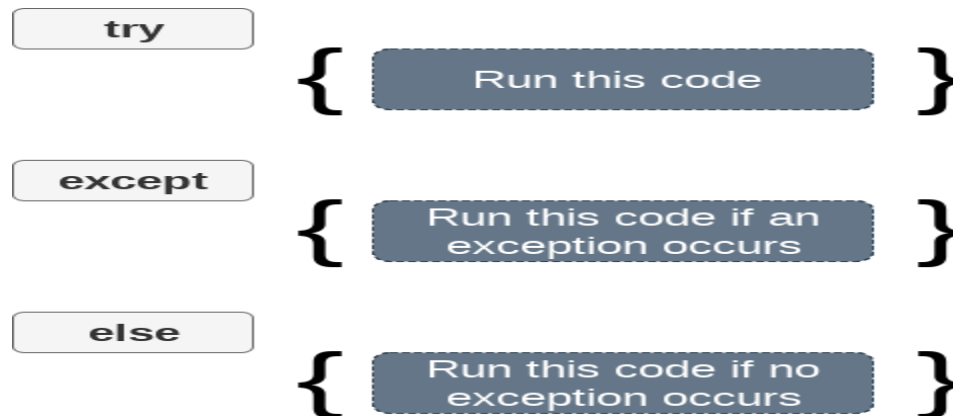 try
{ Run this code }
except
{ Run this code if an
exception occurs }
else
{ Run this code if no
exception occurs }